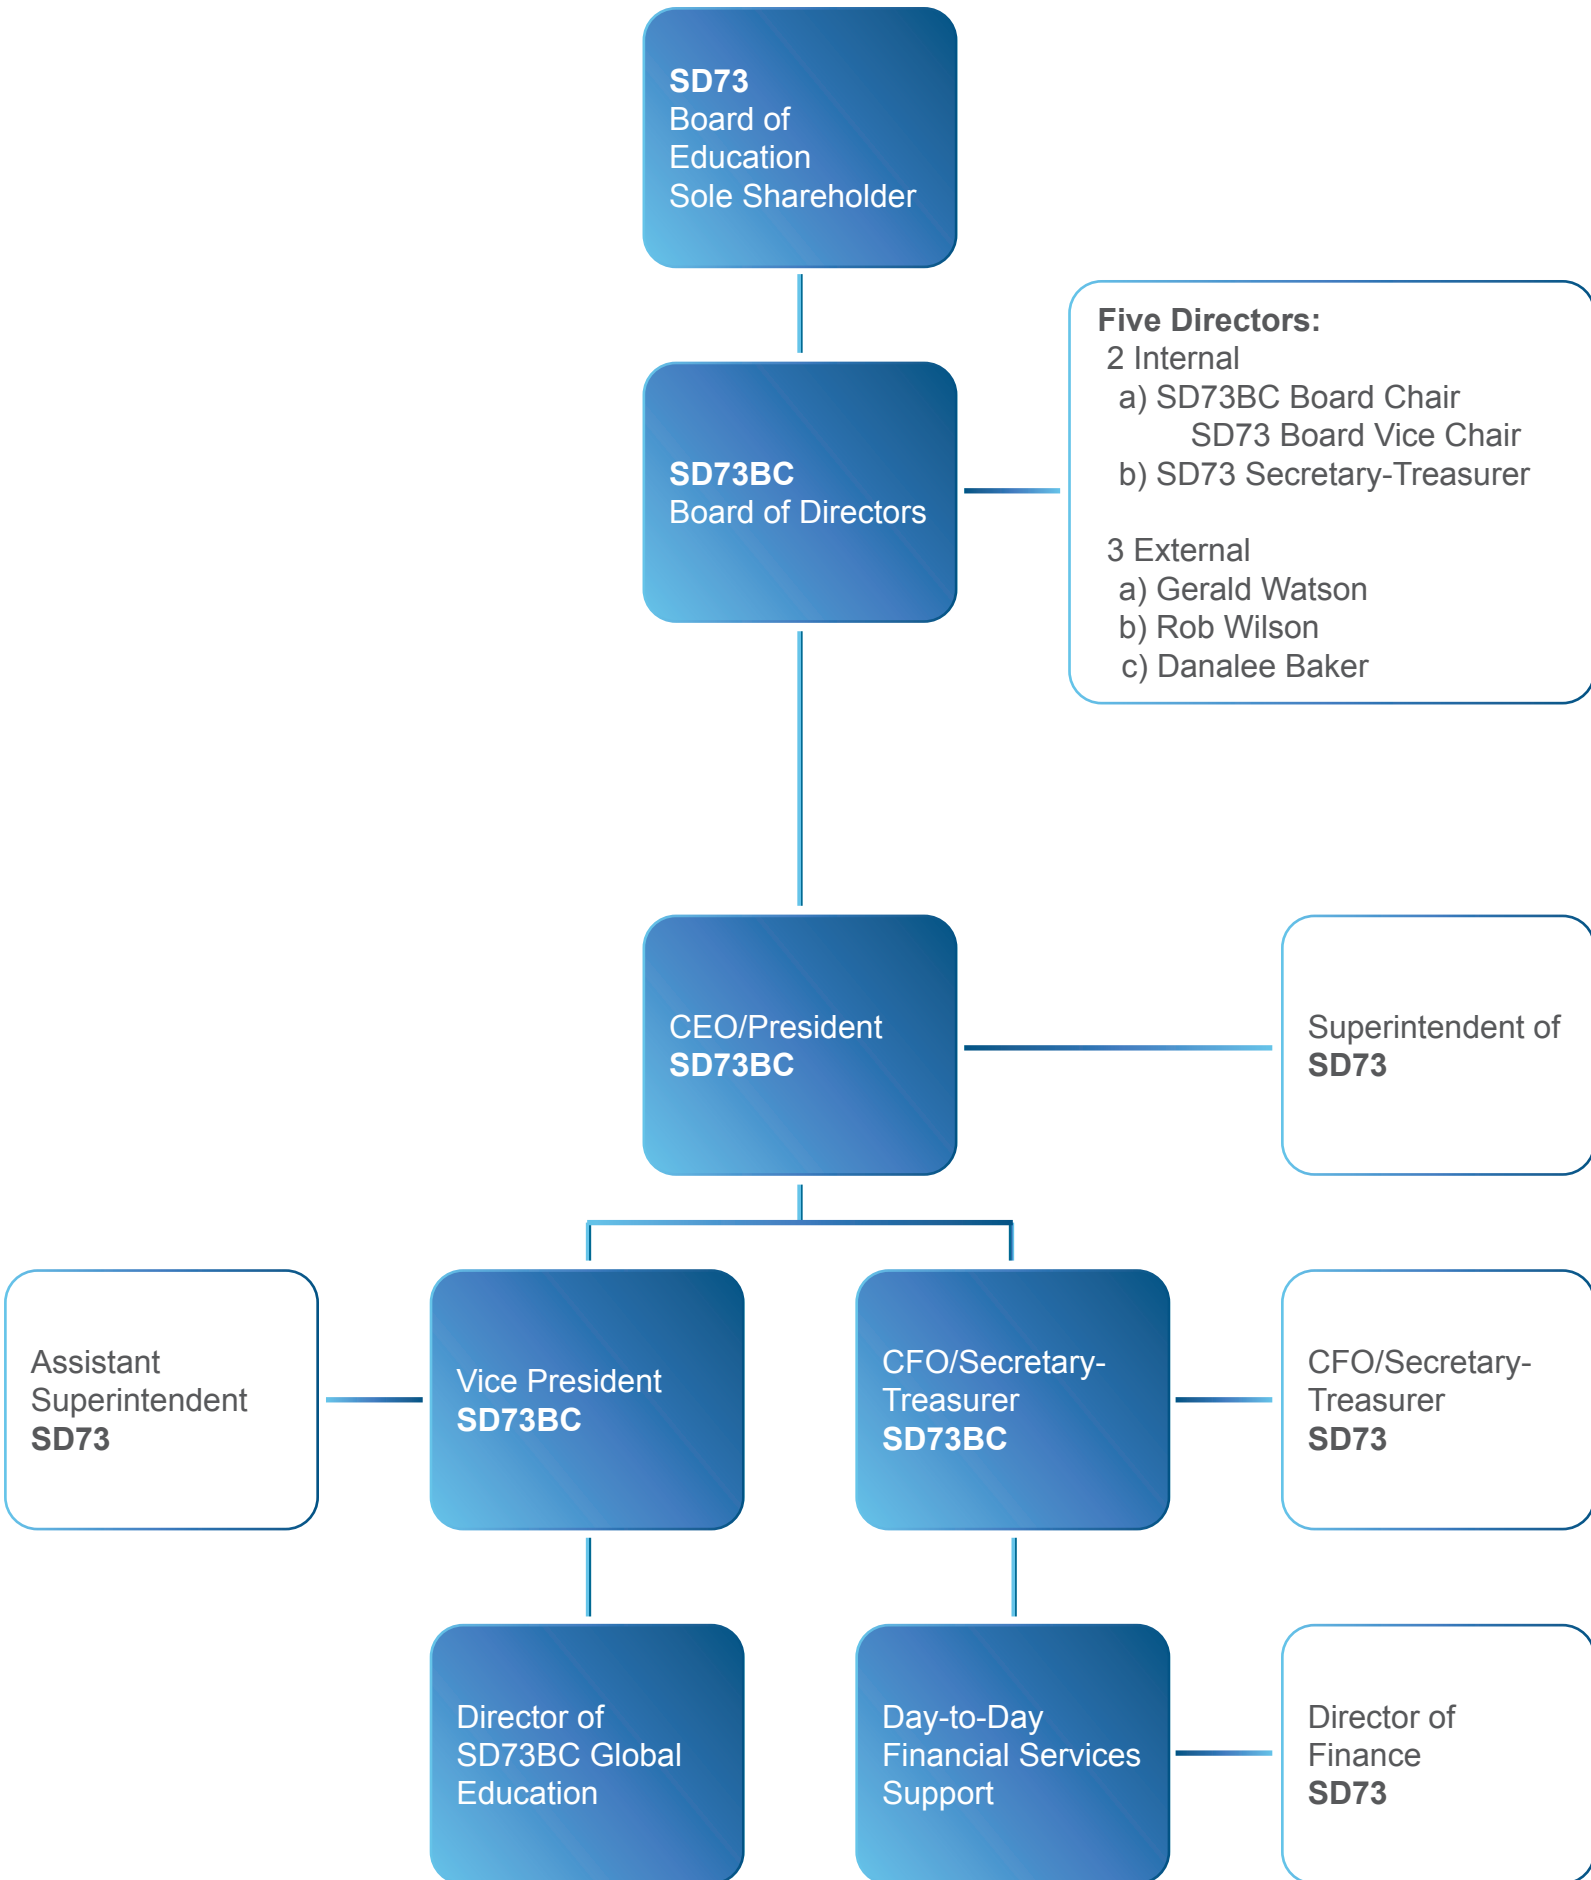 SD73
Board of
Education
Sole Shareholder
Five Directors:
2 Internal
a) SD73BC Board Chair
SD73 Board Vice Chair
b) SD73 Secretary-Treasurer
3 External
a) Gerald Watson
b) Rob Wilson
c) Danalee Baker
SD73BC
Board of Directors
CEO/President
SD73BC
Superintendent of
SD73
Assistant
Superintendent
SD73
Vice President
SD73BC
CFO/Secretary-
Treasurer
SD73BC
CFO/Secretary-
Treasurer
SD73
Director of
SD73BC Global
Education
Day-to-Day
Financial Services
Support
Director of
Finance
SD73